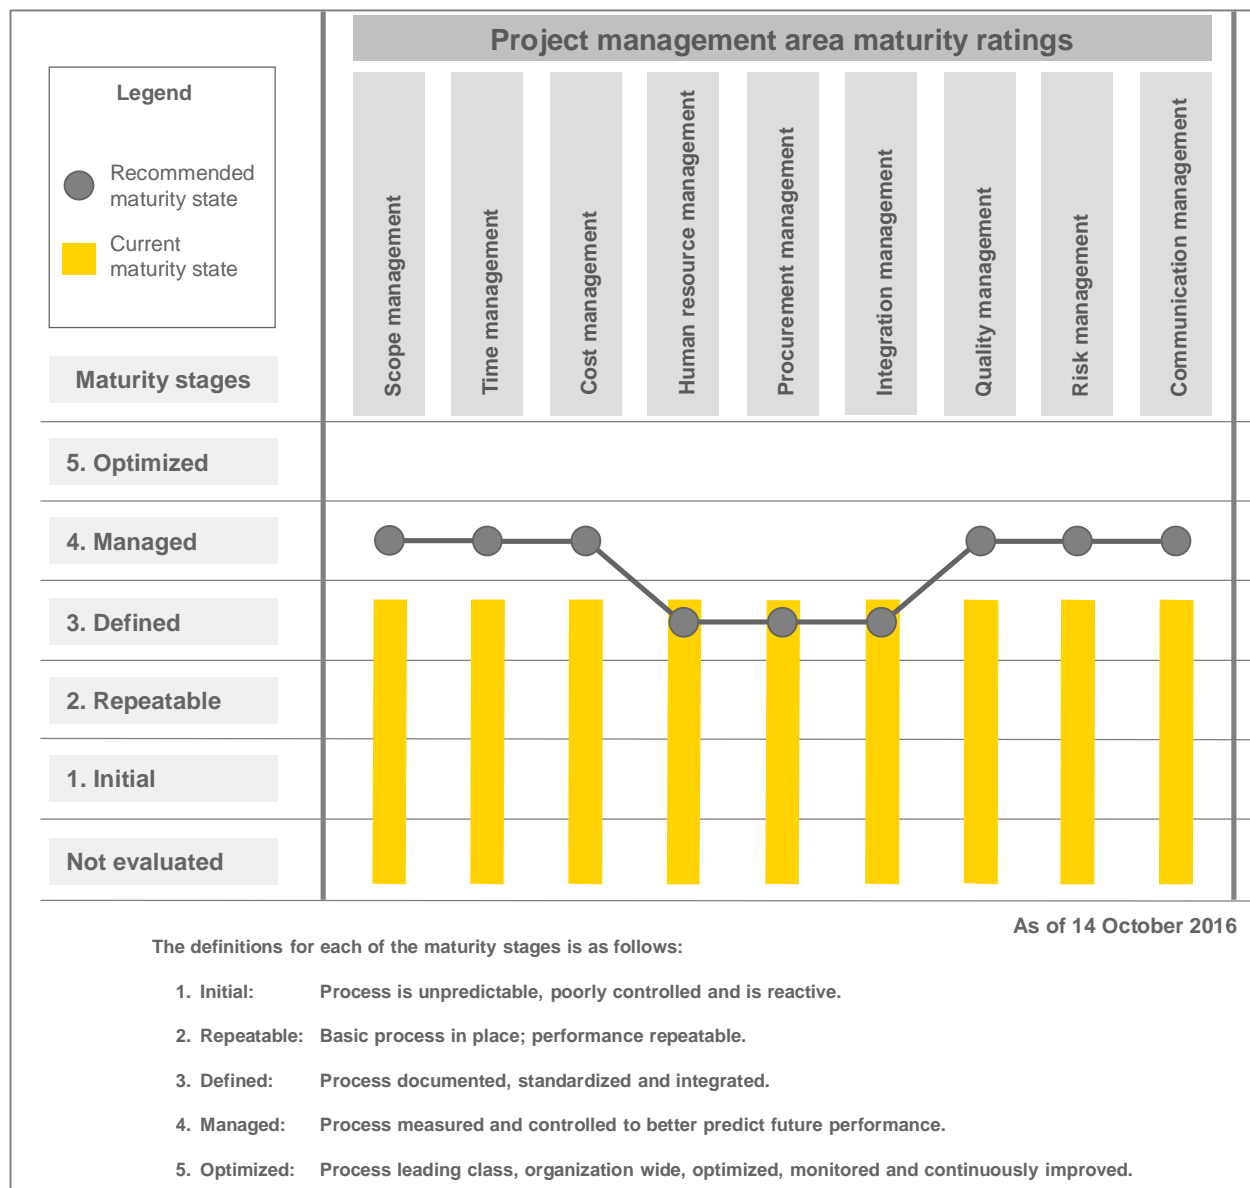 Project management area maturity ratings
Legend
Recommended
maturity state
Current
maturity state
Maturity stages
Scope management
Time management
Cost management
Human resource management
Procurement management
Integration management
Quality management
Risk management
Communication management
5. Optimized
4. Managed
3. Defined
2. Repeatable
1. Initial
Not evaluated
As of 14 October 2016
The definitions for each of the maturity stages is as follows:
1. Initial: Process is unpredictable, poorly controlled and is reactive.
2. Repeatable: Basic process in place; performance repeatable.
3. Defined: Process documented, standardized and integrated.
4. Managed: Process measured and controlled to better predict future performance.
5. Optimized: Process leading class, organization wide, optimized, monitored and continuously improved.